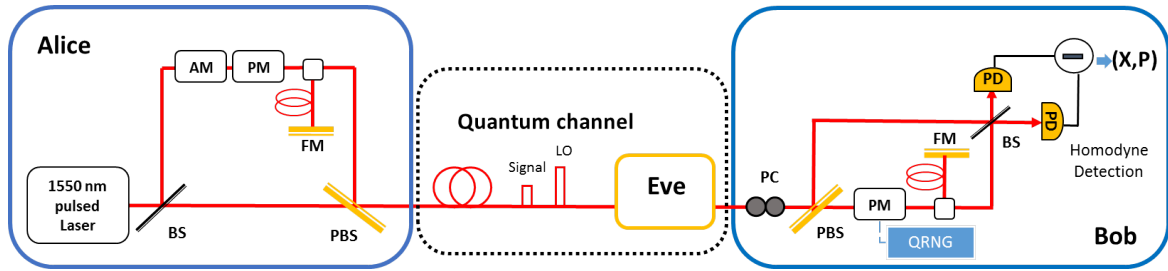 Alice
AM
PM
FM
1550 nm
pulsed
Laser
BS
PBS
Quantum channel
Signal
LO
Eve
PC
PBS
PM
QRNG
FM
PD
PD
BS
(X,P)
Homodyne
Detection
Bob